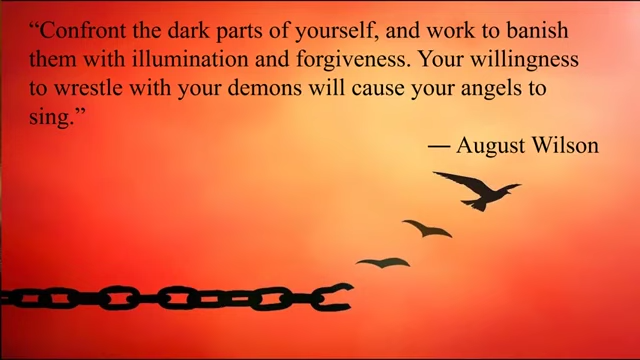 “Confront the dark parts of yourself, and work to banish
them with illumination and forgiveness. Your willingness
to wrestle with your demons will cause your angels to
sing.”
― August Wilson